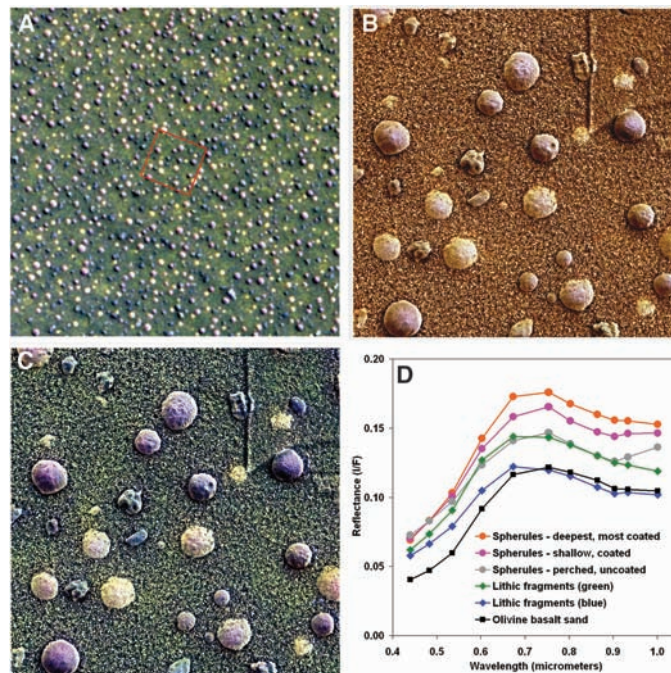 A
B
C
D
0.20
0.15
0.10
0.05
0.00
Reflectance (I/F)
Spherules - deepest, most coated
Spherules - shallow, coated
Spherules - perched, uncoated
Lithic fragments (green)
Lithic fragments (blue)
Olivine basalt sand
0.4 0.5 0.6 0.7 0.8 0.9 1.0
Wavelength (micrometers)